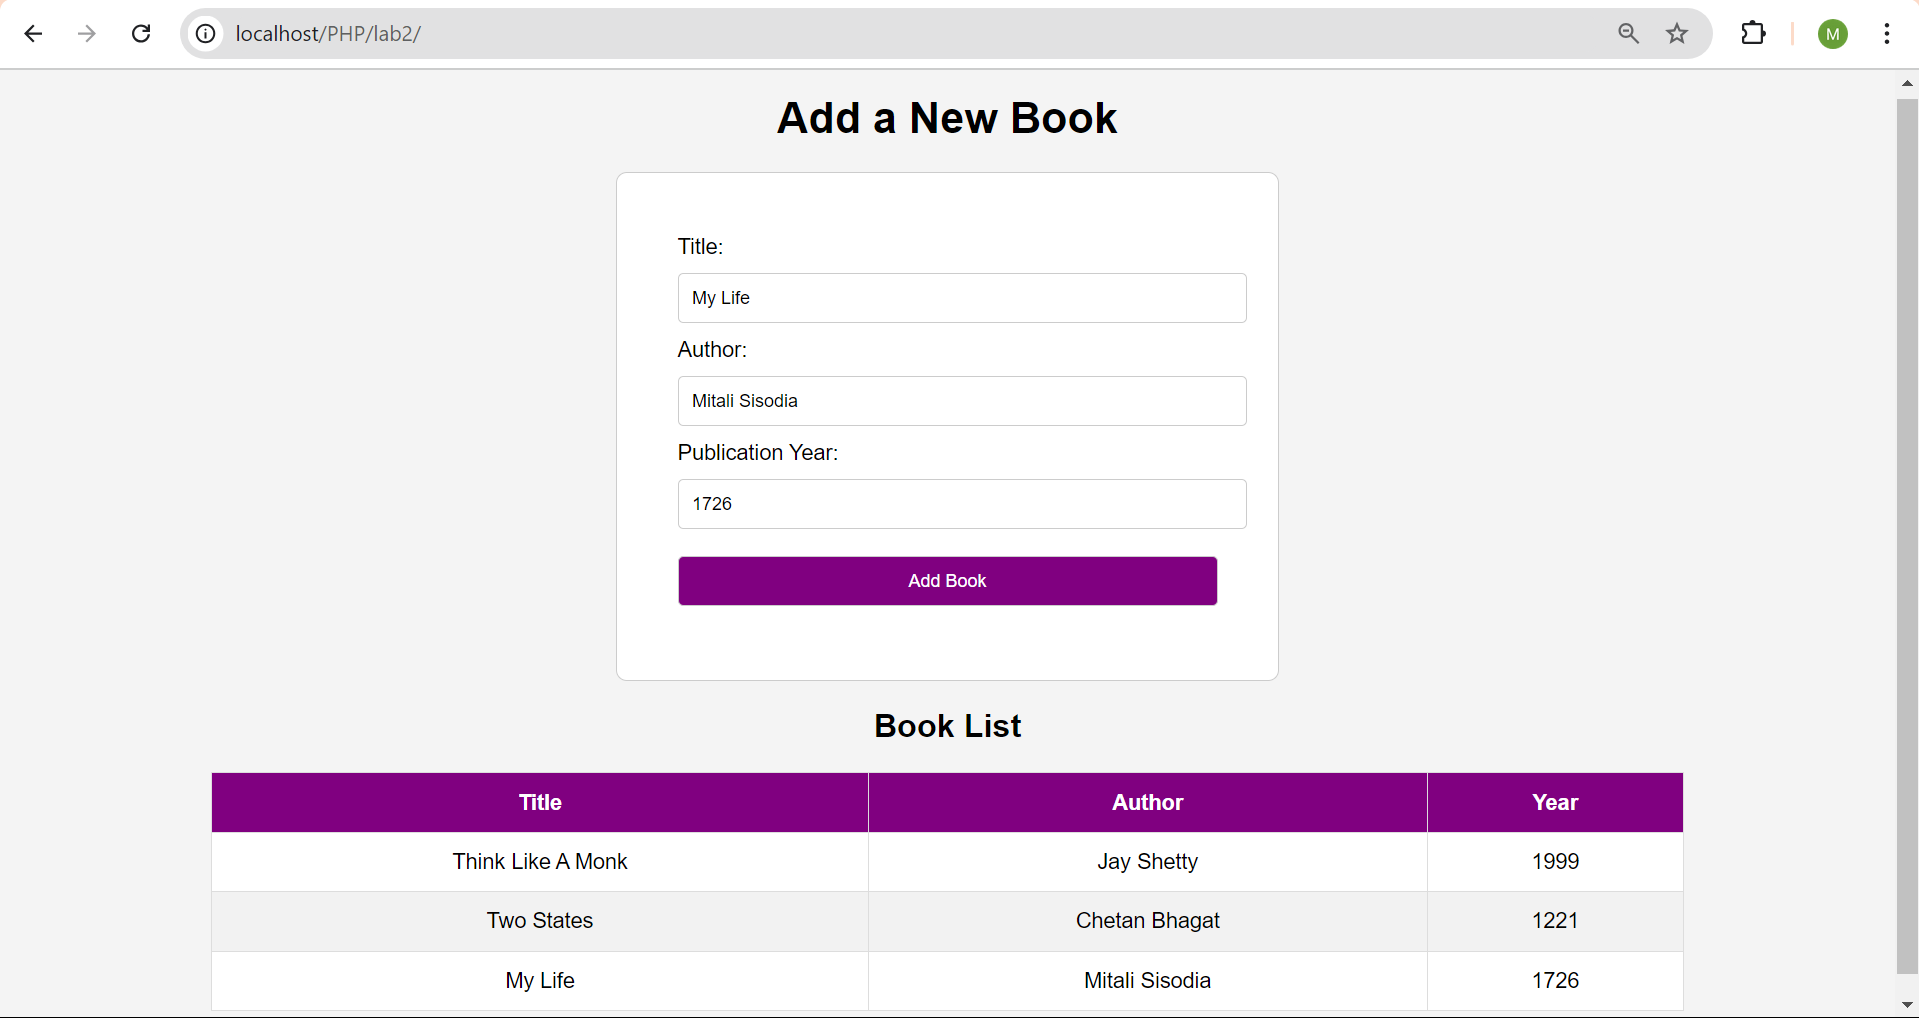 localhost/PHP/lab2/
M
Add a New Book
Title:
My Life
Author:
Mitali Sisodia
Publication Year:
1726
Add Book
Book List
Title Author Year
Think Like A Monk Jay Shetty 1999
Two States Chetan Bhagat 1221
My Life Mitali Sisodia 1726